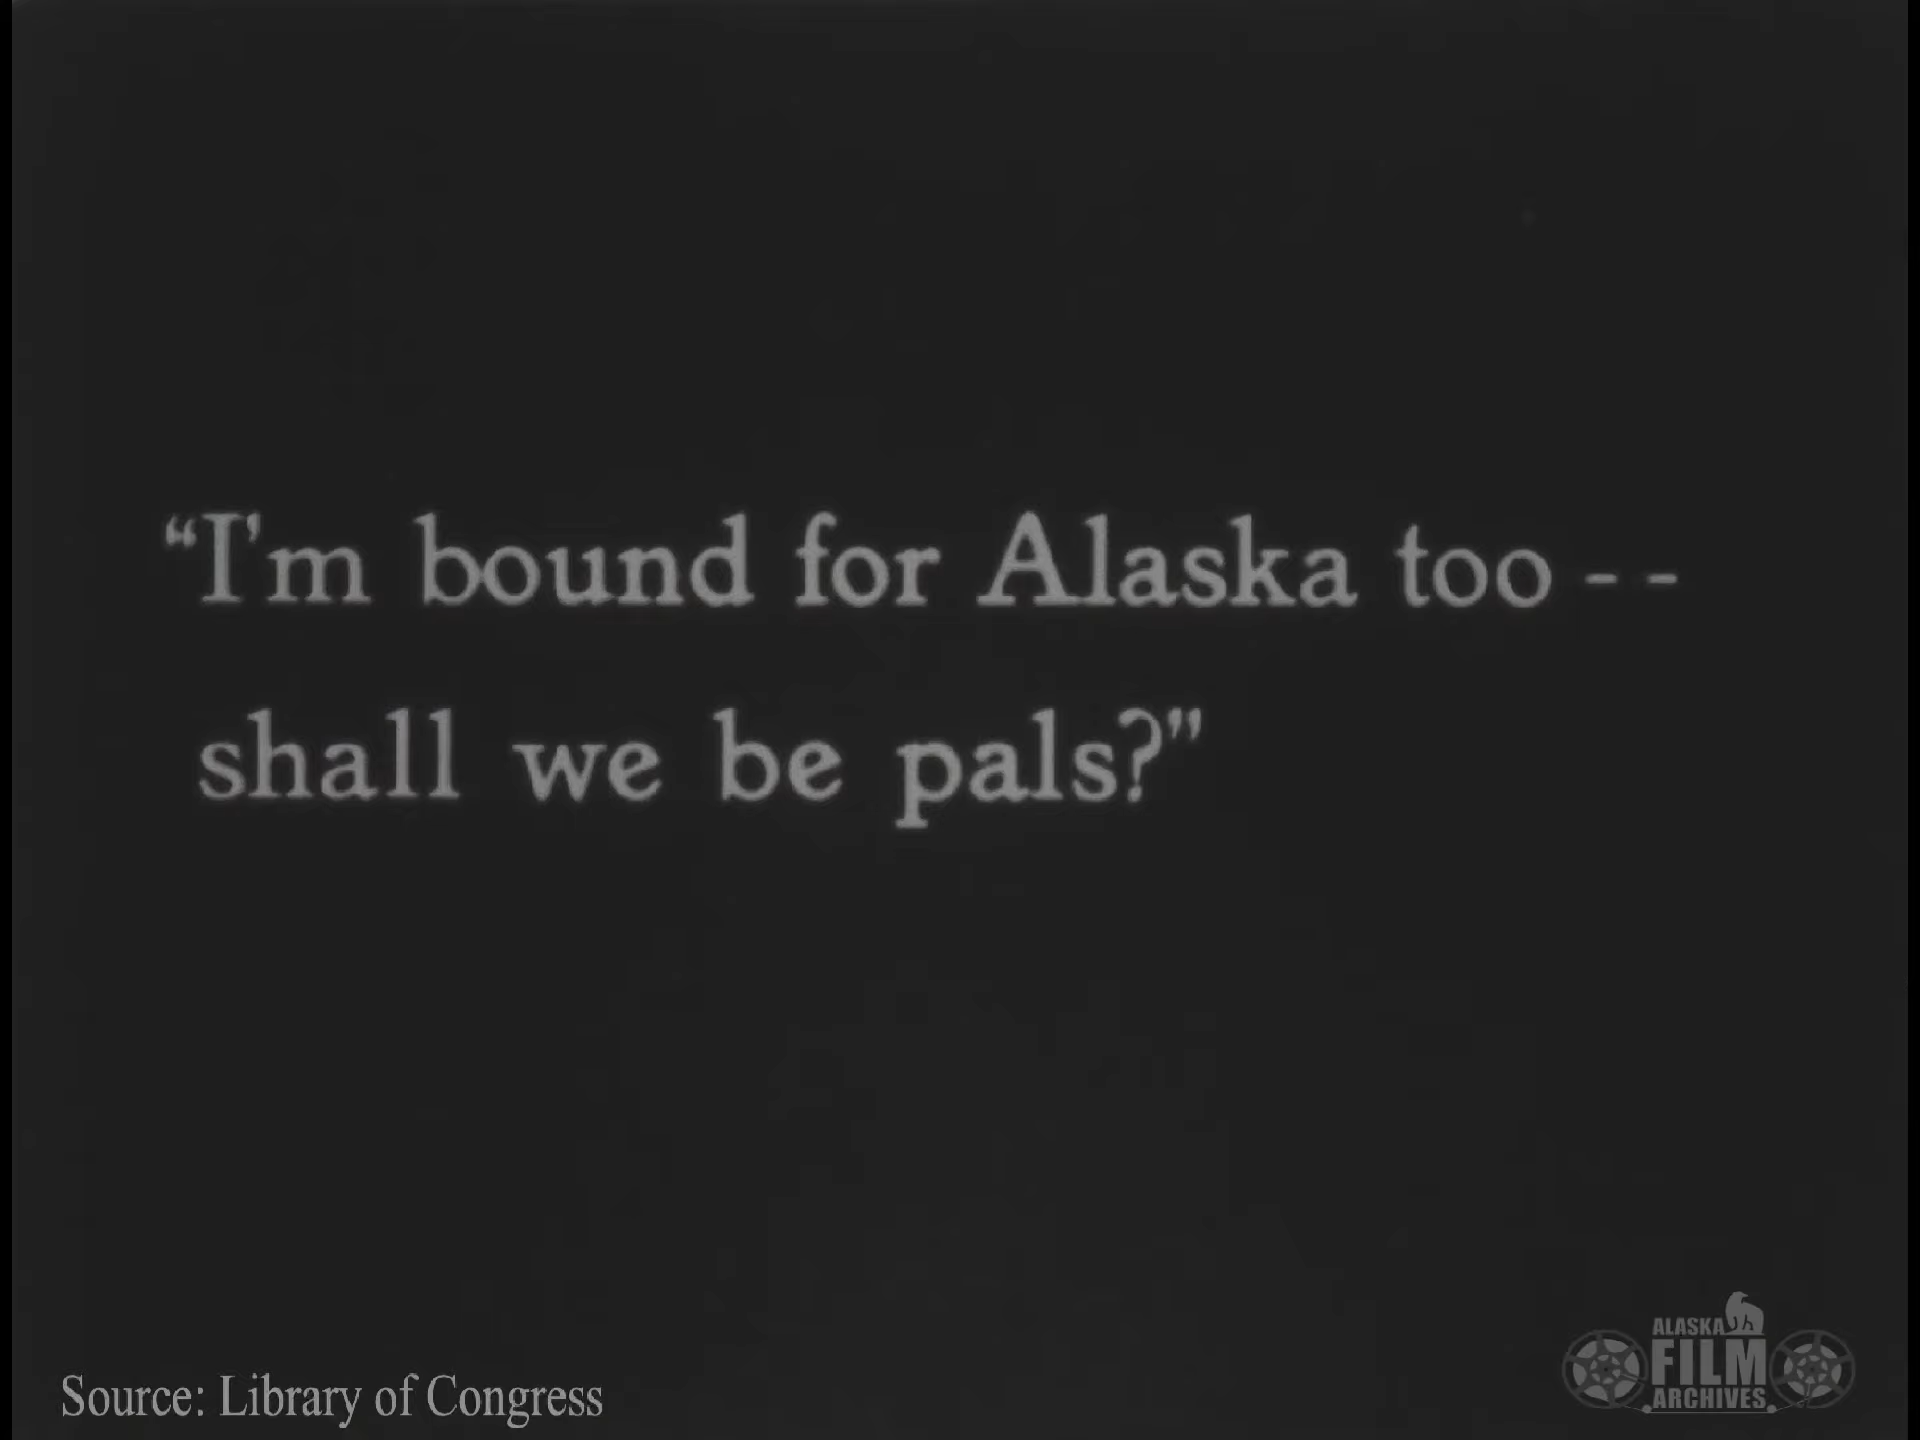 “I'm bound for Alaska too--
shall we be pals?”
Source: Library of Congress
ALASKA
FILM
ARCHIVES